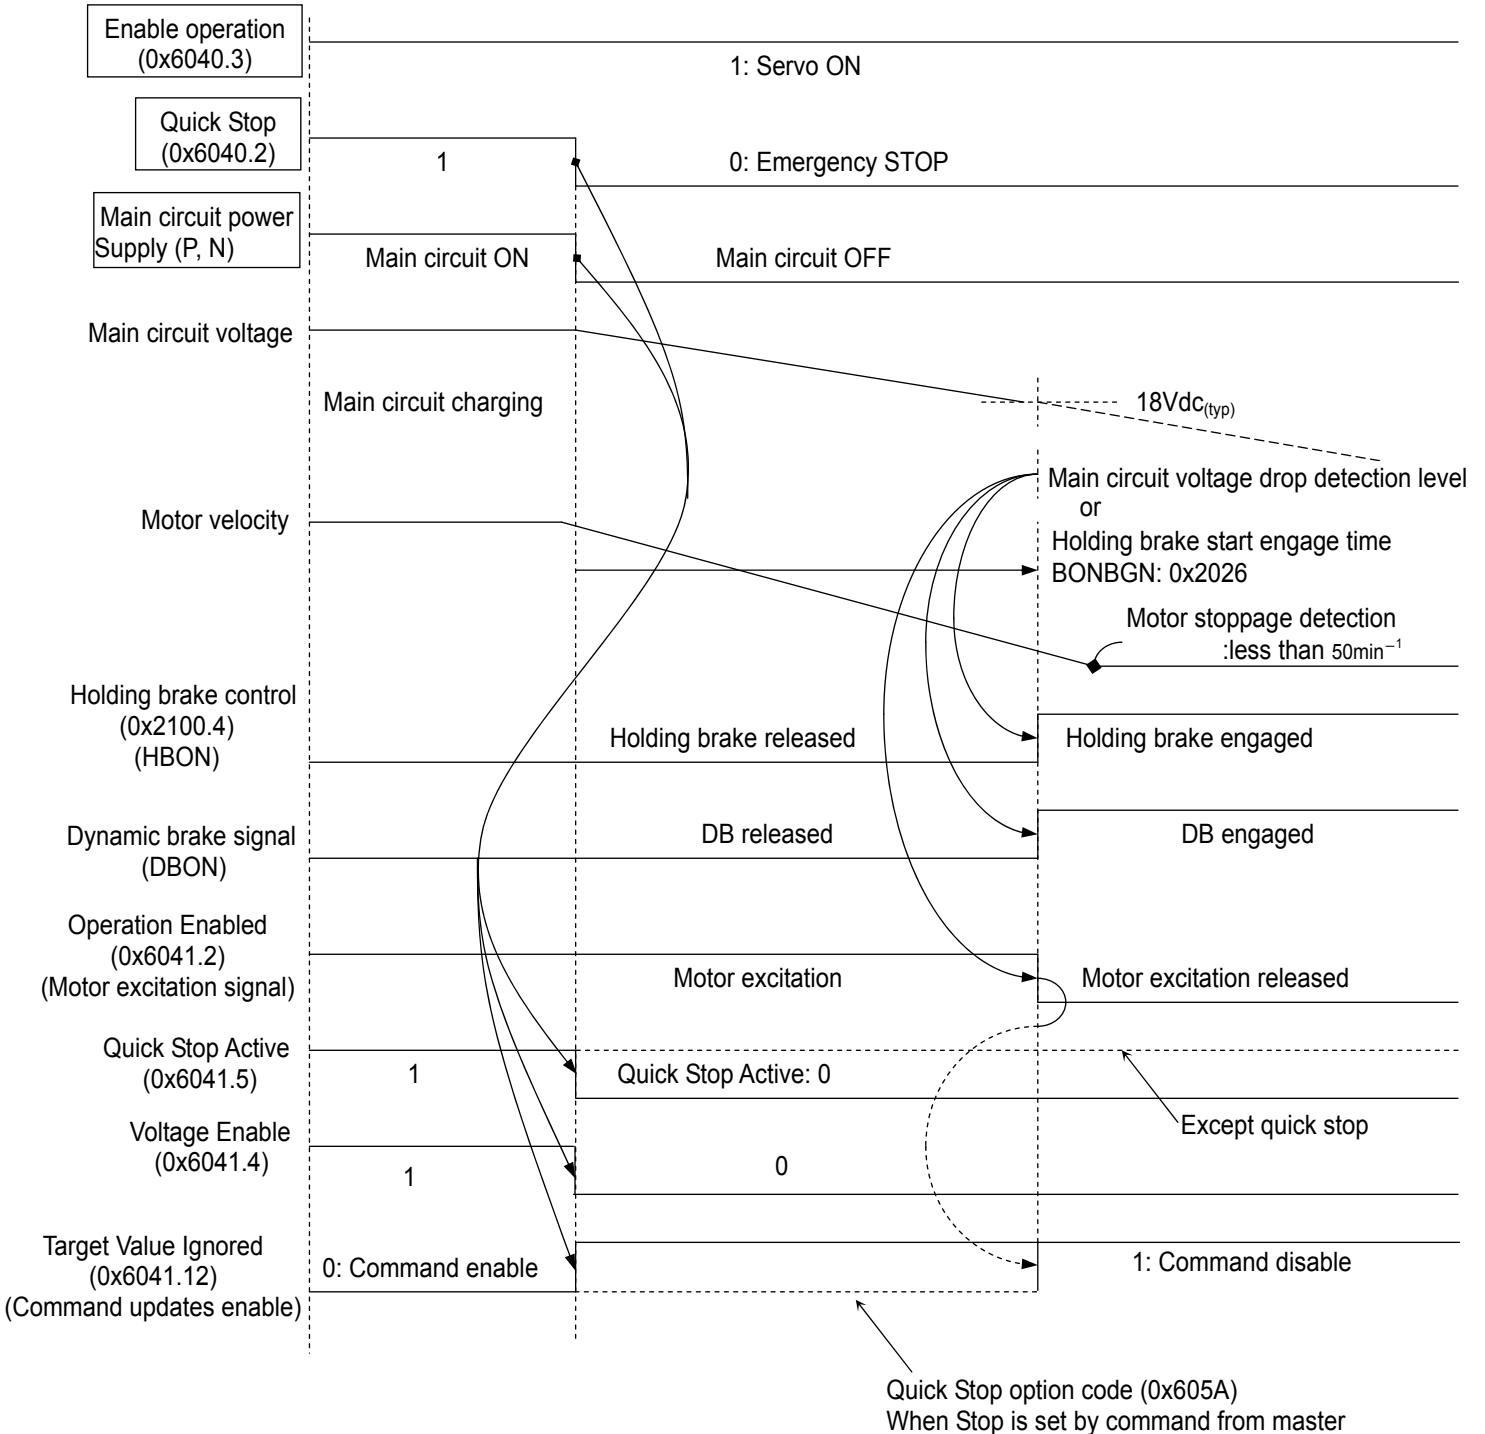 Enable operation
(0x6040.3)
1: Servo ON
Quick Stop
(0x6040.2)
1
0: Emergency STOP
Main circuit power
Supply (P, N)
Main circuit ON
Main circuit OFF
Main circuit voltage
Main circuit charging
18Vdc(typ)
Main circuit voltage drop detection level
or
Motor velocity
Holding brake start engage time
BONBGN: 0x2026
Motor stoppage detection
:less than 50min⁻¹
Holding brake control
(0x2100.4)
(HBON)
Holding brake released
Holding brake engaged
Dynamic brake signal
(DBON)
DB released
DB engaged
Operation Enabled
(0x6041.2)
(Motor excitation signal)
Motor excitation
Motor excitation released
Quick Stop Active
(0x6041.5)
1
Quick Stop Active: 0
Except quick stop
Voltage Enable
(0x6041.4)
1
0
Target Value Ignored
(0x6041.12)
(Command updates enable)
0: Command enable
1: Command disable
Quick Stop option code (0x605A)
When Stop is set by command from master